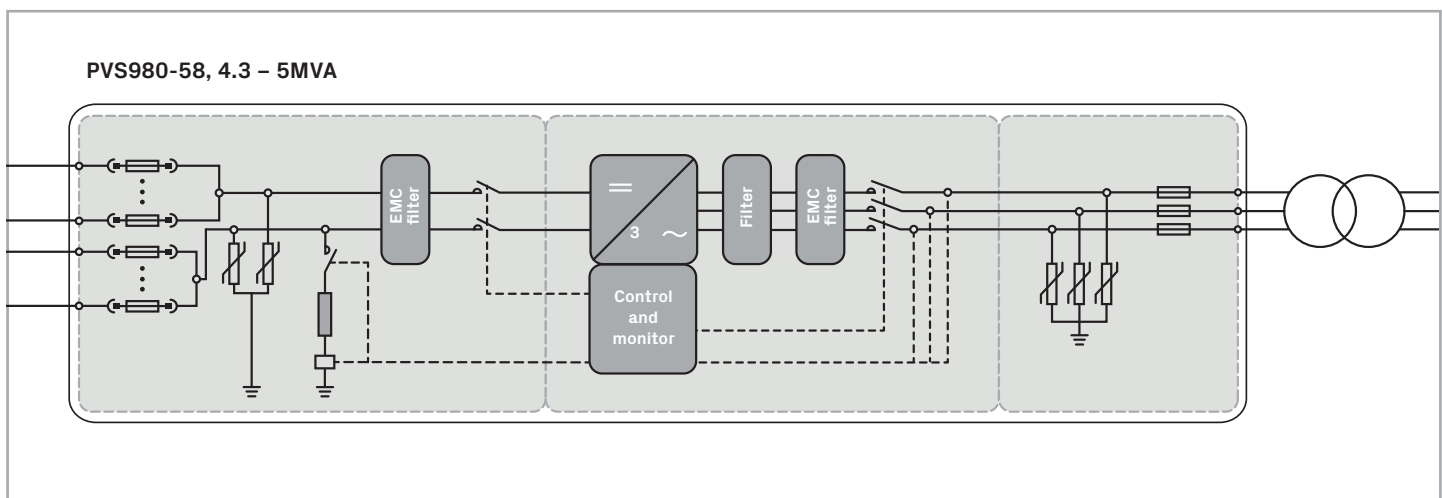 PVS980-58, 4.3 – 5MVA
EMC
filter
3
Filter
EMC
filter
Control
and
monitor